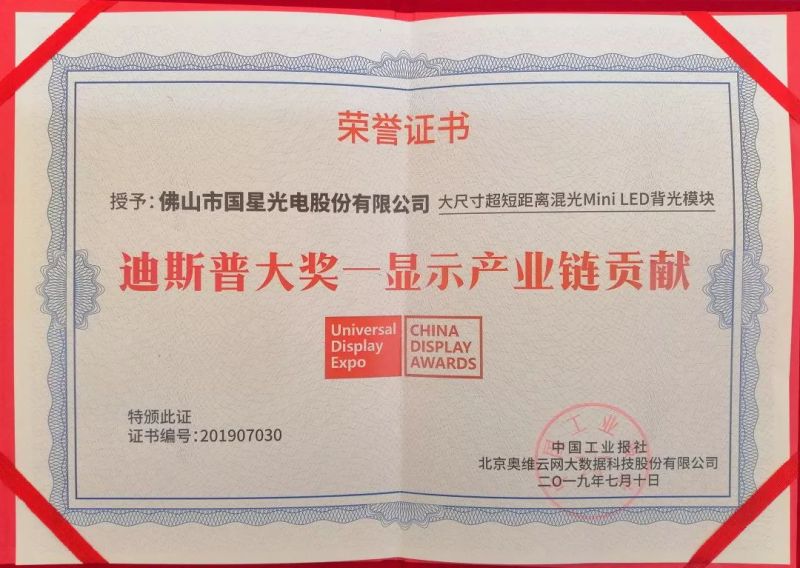 荣誉证书
授予：佛山市国星光电股份有限公司 大尺寸超短距离混光Mini LED背光模块
迪斯普大奖—显示产业链贡献
Universal
Display
Expo
CHINA
DISPLAY
AWARDS
特颁此证
证书编号：201907030
中国工业报社
北京奥维云网大数据科技股份有限公司
二〇一九年七月十日